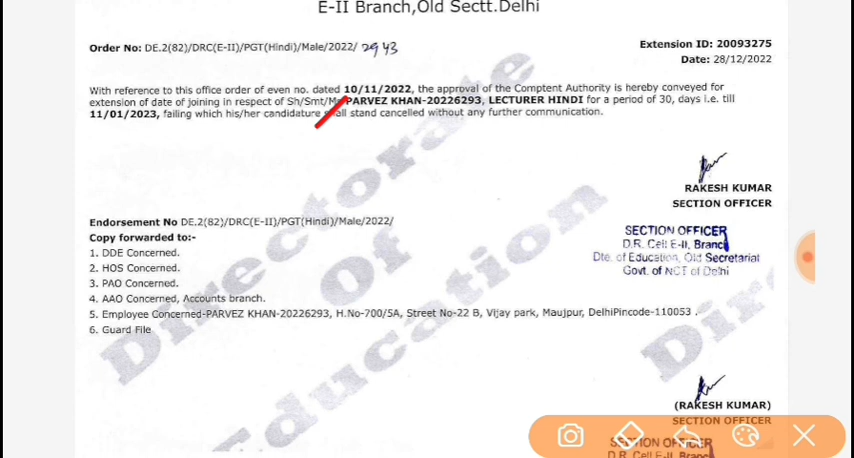 E-II Branch,Old Sectt.Delhi
Order No: DE.2(82)/DRC(E-II)/PGT(Hindi)/Male/2022/ 2943
Extension ID: 20093275
Date: 28/12/2022
With reference to this office order of even no. dated 10/11/2022, the approval of the Comptent Authority is hereby conveyed for
extension of date of joining in respect of Sh/Smt/Ms PARVEZ KHAN-20226293, LECTURER HINDI for a period of 30, days i.e. till
11/01/2023, failing which his/her candidature shall stand cancelled without any further communication.
RAKESH KUMAR
SECTION OFFICER
Endorsement No DE.2(82)/DRC(E-II)/PGT(Hindi)/Male/2022/
Copy forwarded to:-
1. DDE Concerned.
2. HOS Concerned.
3. PAO Concerned.
4. AAO Concerned, Accounts branch.
5. Employee Concerned-PARVEZ KHAN-20226293, H.No-700/5A, Street No-22 B, Vijay park, Maujpur, DelhiPincode-110053 .
6. Guard File
SECTION OFFICER
D.R. Cell E-II, Branch
Dte. of Education, Old Secretariat
Govt. of NCT of Delhi
(RAKESH KUMAR)
SECTION OFFICER
SECTION OFFICER
D.R. Cell E-II, Branch
Directorate
Of
Education
Dire